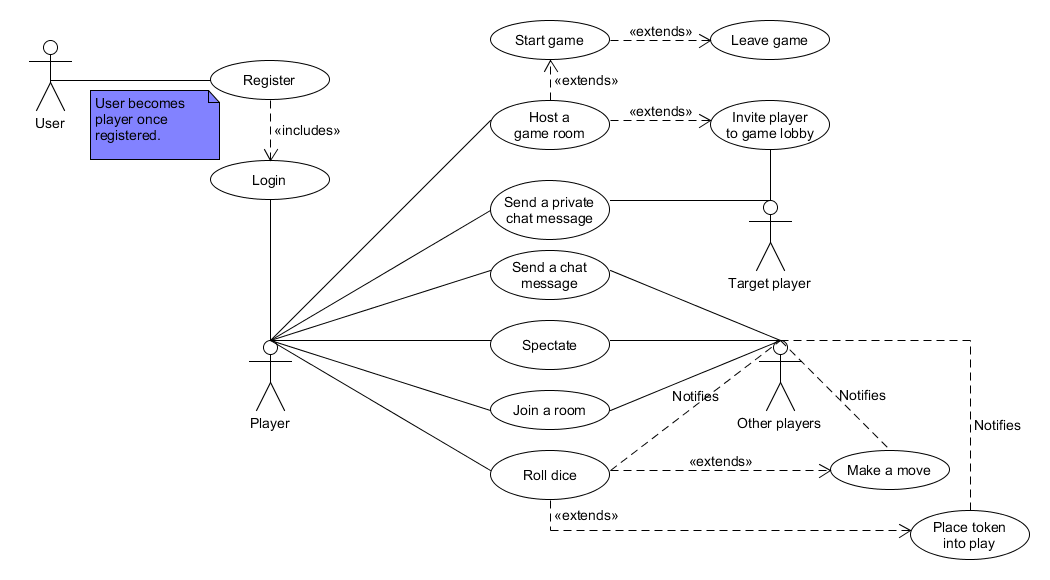 Start game
«extends»
Leave game
Register
User
User becomes
player once
registered.
«includes»
Login
«extends»
Host a
game room
«extends»
Invite player
to game lobby
Send a private
chat message
Target player
Send a chat
message
Spectate
Join a room
Player
Other players
Notifies
Notifies
Notifies
Roll dice
«extends»
Make a move
«extends»
Place token
into play